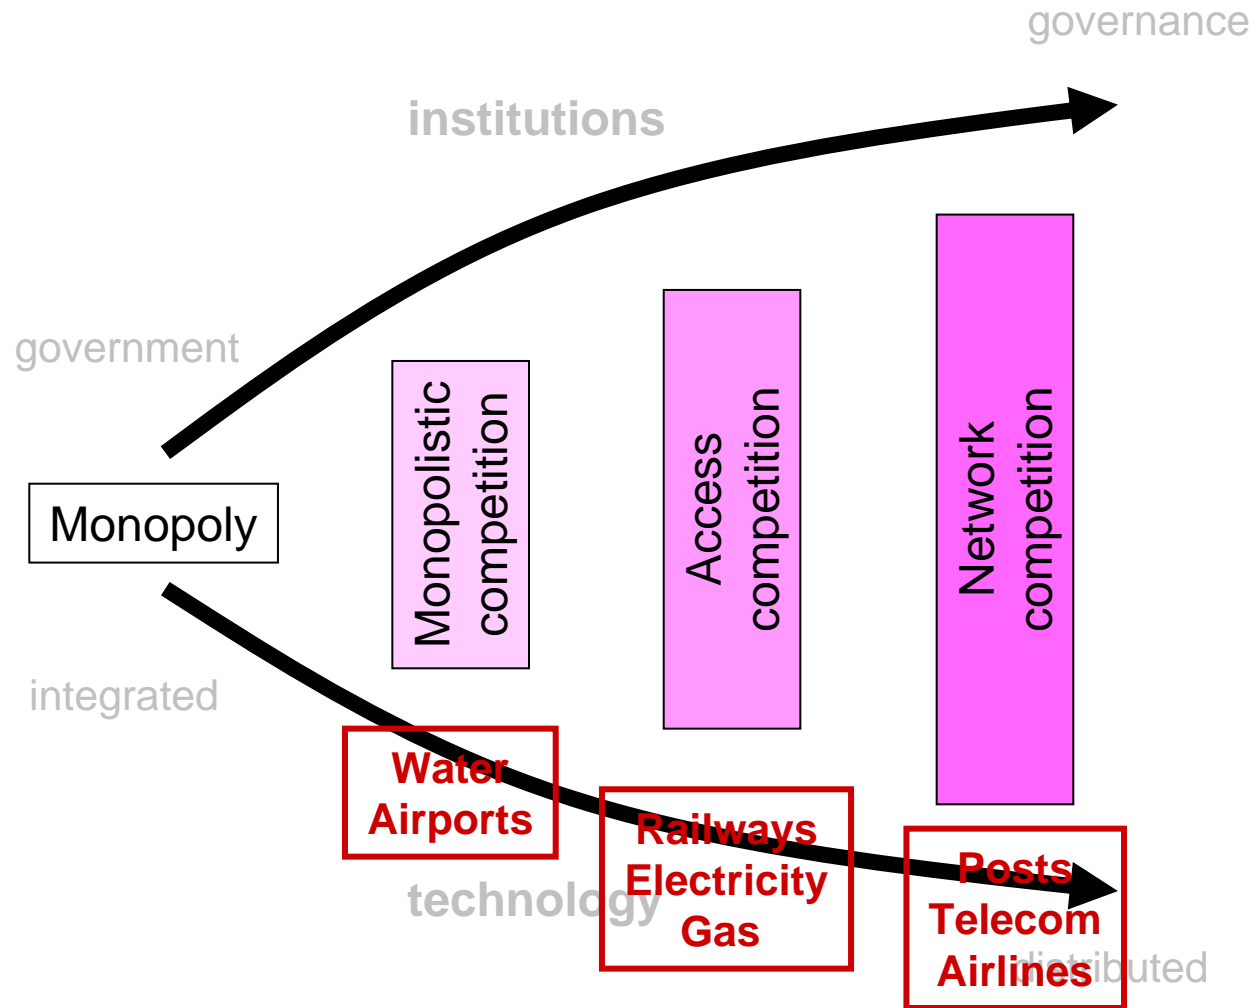 governance
institutions
government
Monopolistic
competition
Access
competition
Network
competition
Monopoly
integrated
Water
Airports
Railways
Electricity
Gas
technology
Posts
Telecom
Airlines
distributed